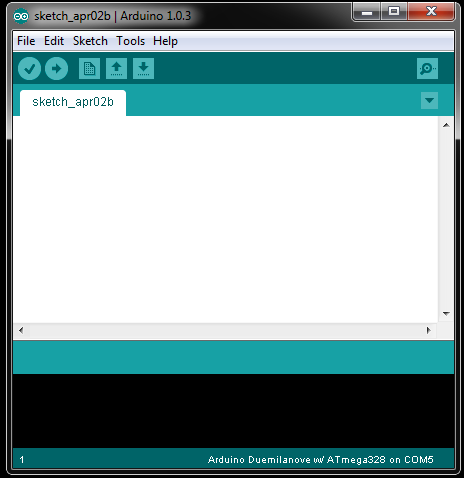 sketch_apr02b | Arduino 1.0.3
File Edit Sketch Tools Help
sketch_apr02b
1 Arduino Duemilanove w/ ATmega328 on COM5